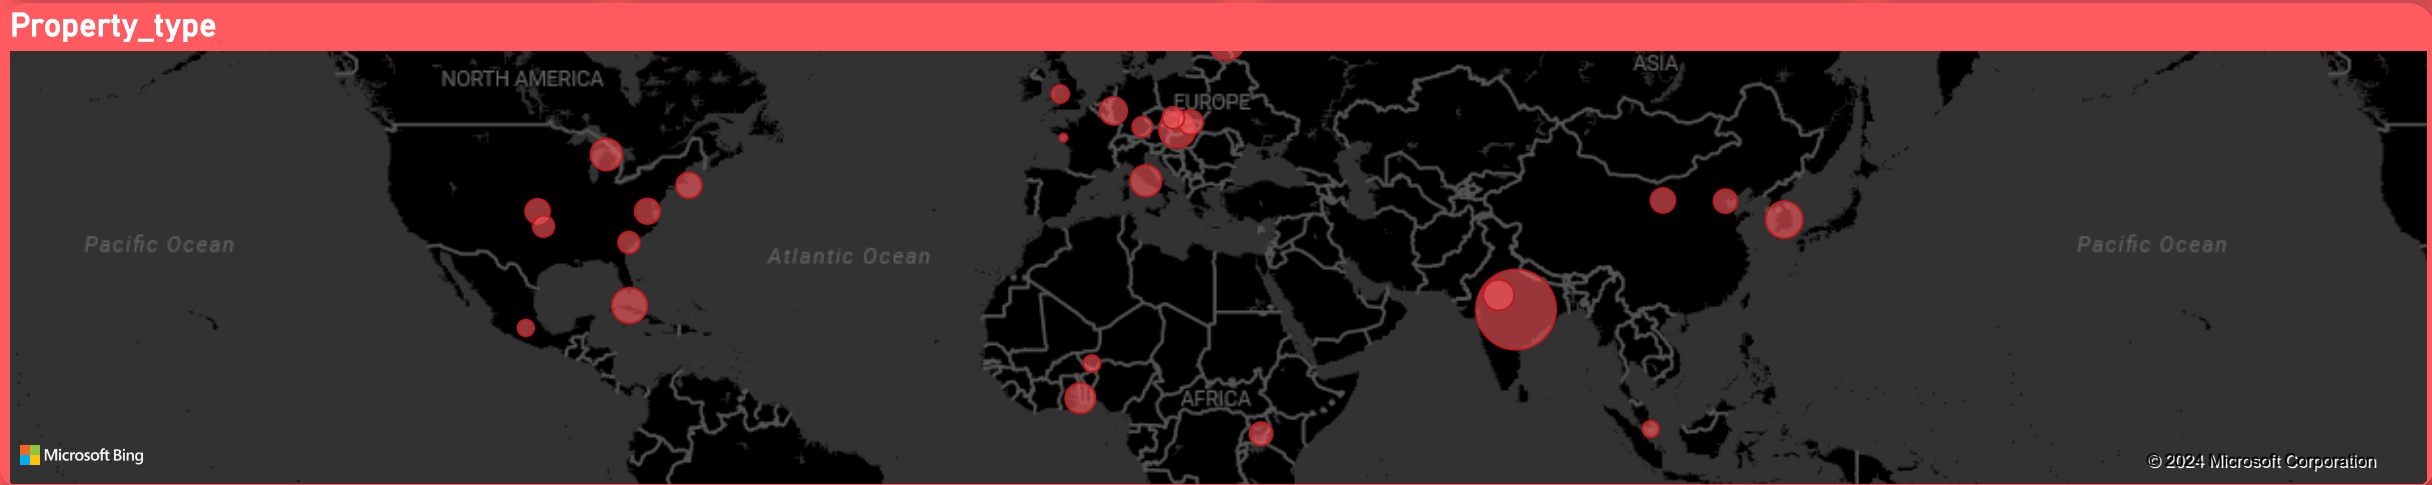 Property_type
NORTH AMERICA
ASIA
EUROPE
Pacific Ocean
Atlantic Ocean
Pacific Ocean
AFRICA
Microsoft Bing
© 2024 Microsoft Corporation